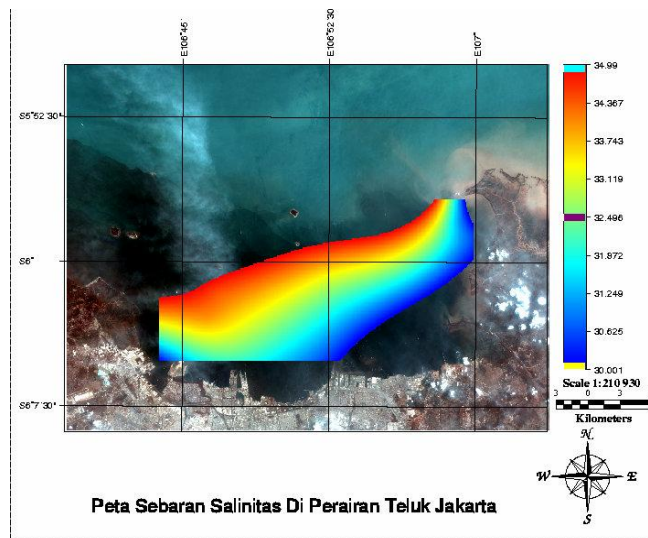 E106°45'
E106°52'30"
E107°
S5°52'30"
S6°
S6°7'30"
34.99
34.367
33.743
33.119
32.496
31.872
31.249
30.625
30.001
Scale 1:210 930
3 0 3
Kilometers
N
W E
S
Peta Sebaran Salinitas Di Perairan Teluk Jakarta